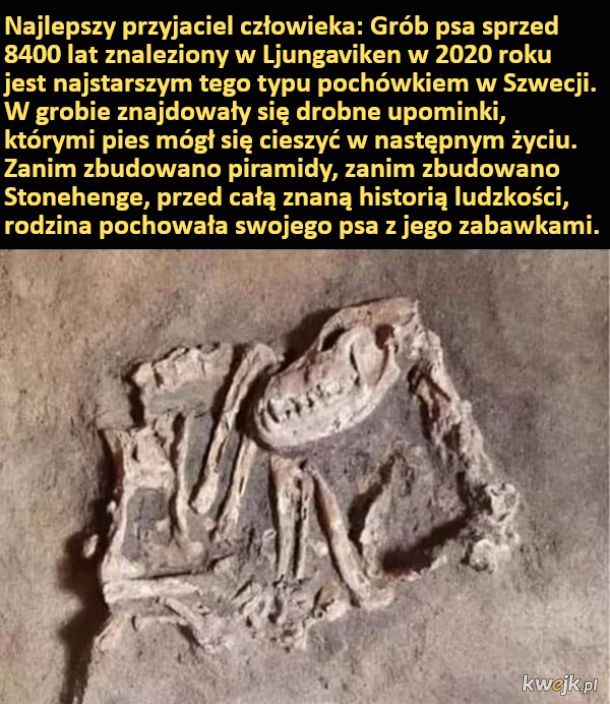 Najlepszy przyjaciel człowieka: Grób psa sprzed
8400 lat znaleziony w Ljungaviken w 2020 roku
jest najstarszym tego typu pochówkiem w Szwecji.
W grobie znajdowały się drobne upominki,
którymi pies mógł się cieszyć w następnym życiu.
Zanim zbudowano piramidy, zanim zbudowano
Stonehenge, przed całą znaną historią ludzkości,
rodzina pochowała swojego psa z jego zabawkami.
kwejk.pl